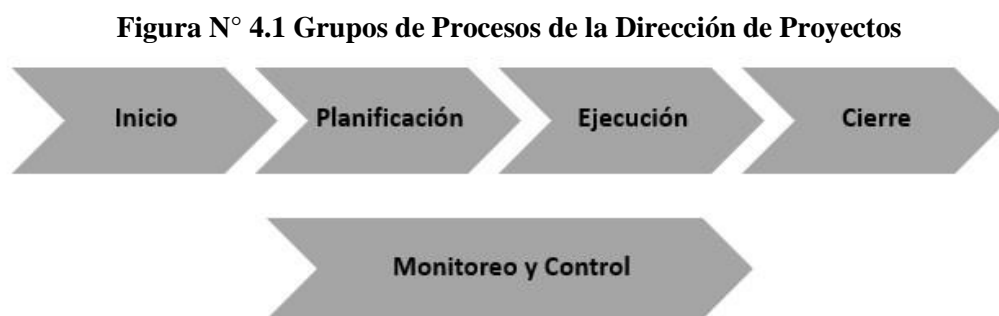 Figura N° 4.1 Grupos de Procesos de la Dirección de Proyectos
Inicio
Planificación
Ejecución
Cierre
Monitoreo y Control